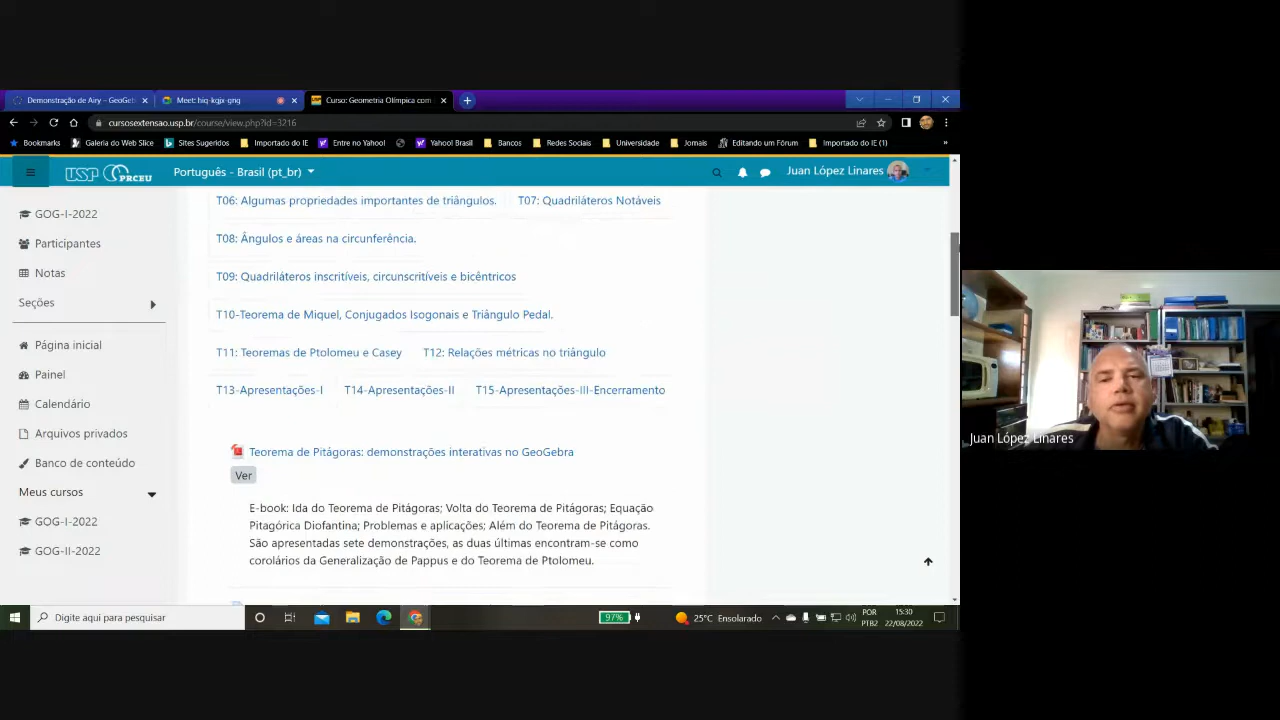 Demonstração de Airy – GeoGeb
Meet: hiq-kqjx-gnq
Curso: Geometria Olímpica com
cursosextensao.usp.br/course/view.php?id=3216
Bookmarks
Galeria do Web Slice
Sites Sugeridos
Importado do IE
Entre no Yahoo!
Yahoo! Brasil
Bancos
Redes Sociais
Universidade
Jornais
Editando um Fórum
Importado do IE (1)
USP PRCEU
Português - Brasil (pt_br)
Juan López Linares
GOG-I-2022
Participantes
Notas
Seções
Página inicial
Painel
Calendário
Arquivos privados
Banco de conteúdo
Meus cursos
GOG-I-2022
GOG-II-2022
T06: Algumas propriedades importantes de triângulos.
T07: Quadriláteros Notáveis
T08: Ângulos e áreas na circunferência.
T09: Quadriláteros inscritíveis, circunscritíveis e bicêntricos
T10-Teorema de Miquel, Conjugados Isogonais e Triângulo Pedal.
T11: Teoremas de Ptolomeu e Casey
T12: Relações métricas no triângulo
T13-Apresentações-I
T14-Apresentações-II
T15-Apresentações-III-Encerramento
Teorema de Pitágoras: demonstrações interativas no GeoGebra
Ver
E-book: Ida do Teorema de Pitágoras; Volta do Teorema de Pitágoras; Equação
Pitagórica Diofantina; Problemas e aplicações; Além do Teorema de Pitágoras.
São apresentadas sete demonstrações, as duas últimas encontram-se como
corolários da Generalização de Pappus e do Teorema de Ptolomeu.
Juan López Linares
Digite aqui para pesquisar
97%
25°C Ensolarado
POR
PTB2
15:30
22/08/2022